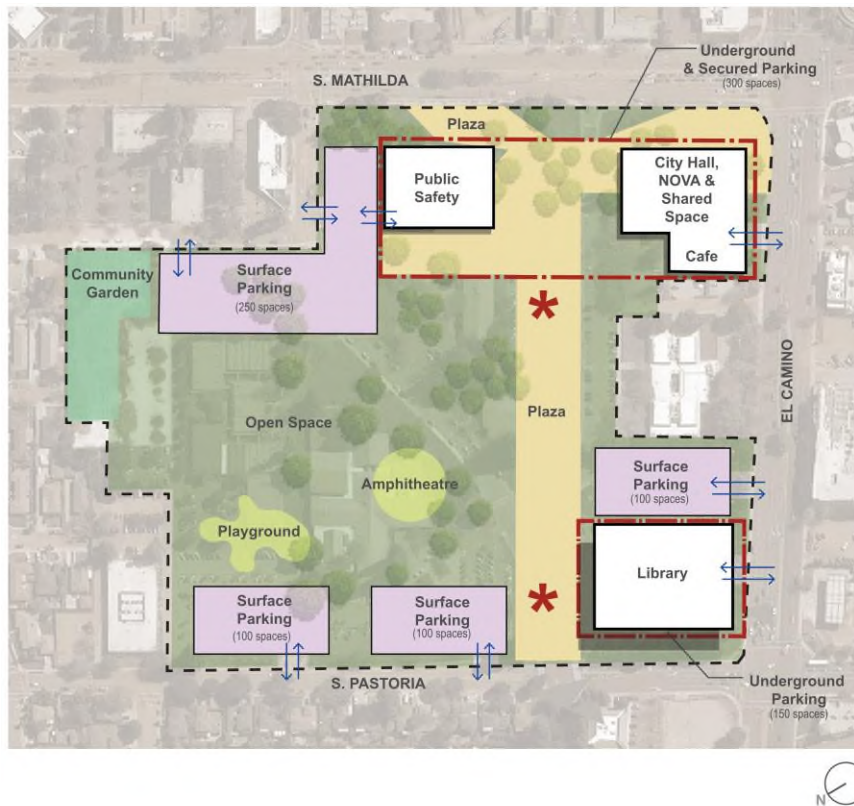 Underground
& Secured Parking
(300 spaces)
S. MATHILDA
Plaza
Public
Safety
City Hall,
NOVA &
Shared
Space
Cafe
Community
Garden
Surface
Parking
(250 spaces)
*
Plaza
EL CAMINO
Open Space
Amphitheatre
Surface
Parking
(100 spaces)
Playground
Library
*
Surface
Parking
(100 spaces)
Surface
Parking
(100 spaces)
S. PASTORIA
Underground
Parking
(150 spaces)
N